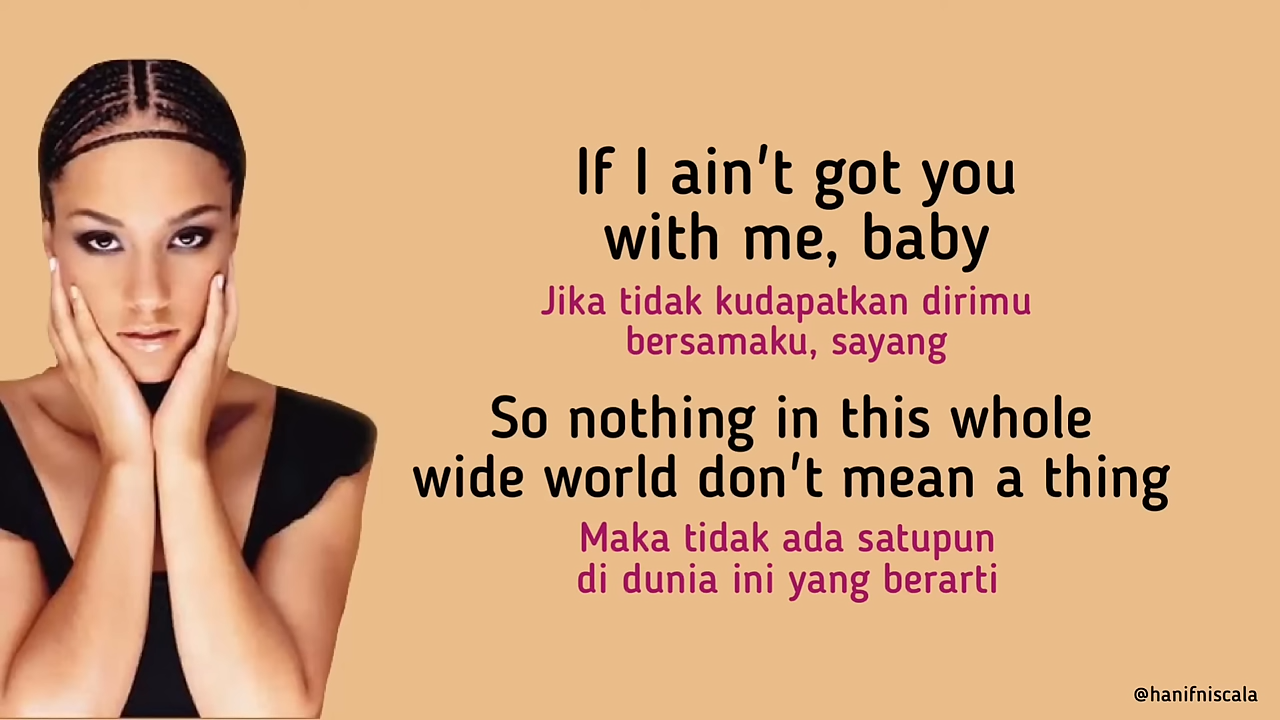 If I ain't got you
with me, baby
Jika tidak kudapatkan dirimu
bersamaku, sayang
So nothing in this whole
wide world don't mean a thing
Maka tidak ada satupun
di dunia ini yang berarti
@hanifniscala